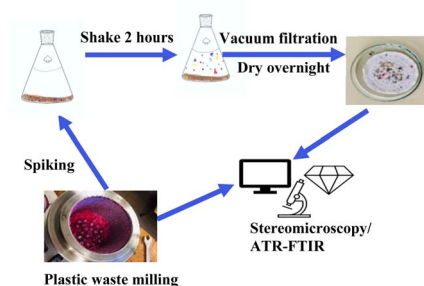 Shake 2 hours
Vacuum filtration
Dry overnight
Spiking
Stereomicroscopy/
ATR-FTIR
Plastic waste milling